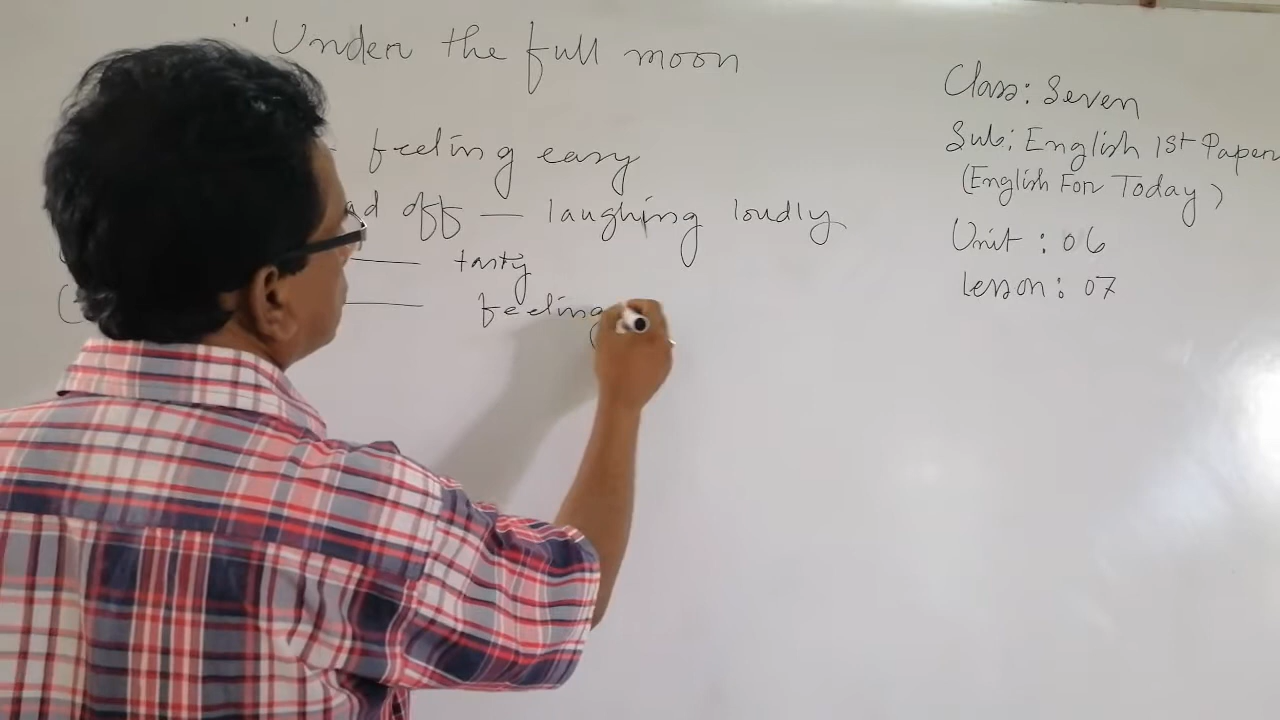 " Under the full moon
feeling easy
off — laughing loudly
— tasty
— feeling
Class: Seven
Sub: English 1st Paper
(English For Today)
Unit : 06
Lesson : 07